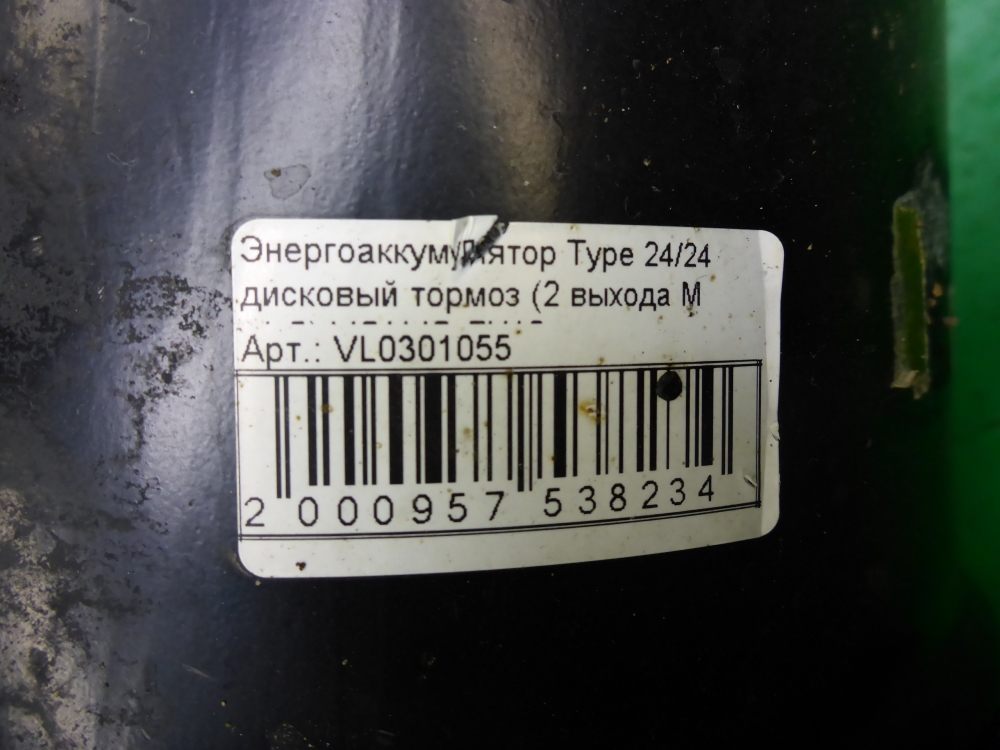 Энергоаккумулятор Type 24/24
дисковый тормоз (2 выхода М
Арт.: VL0301055
2 000957 538234